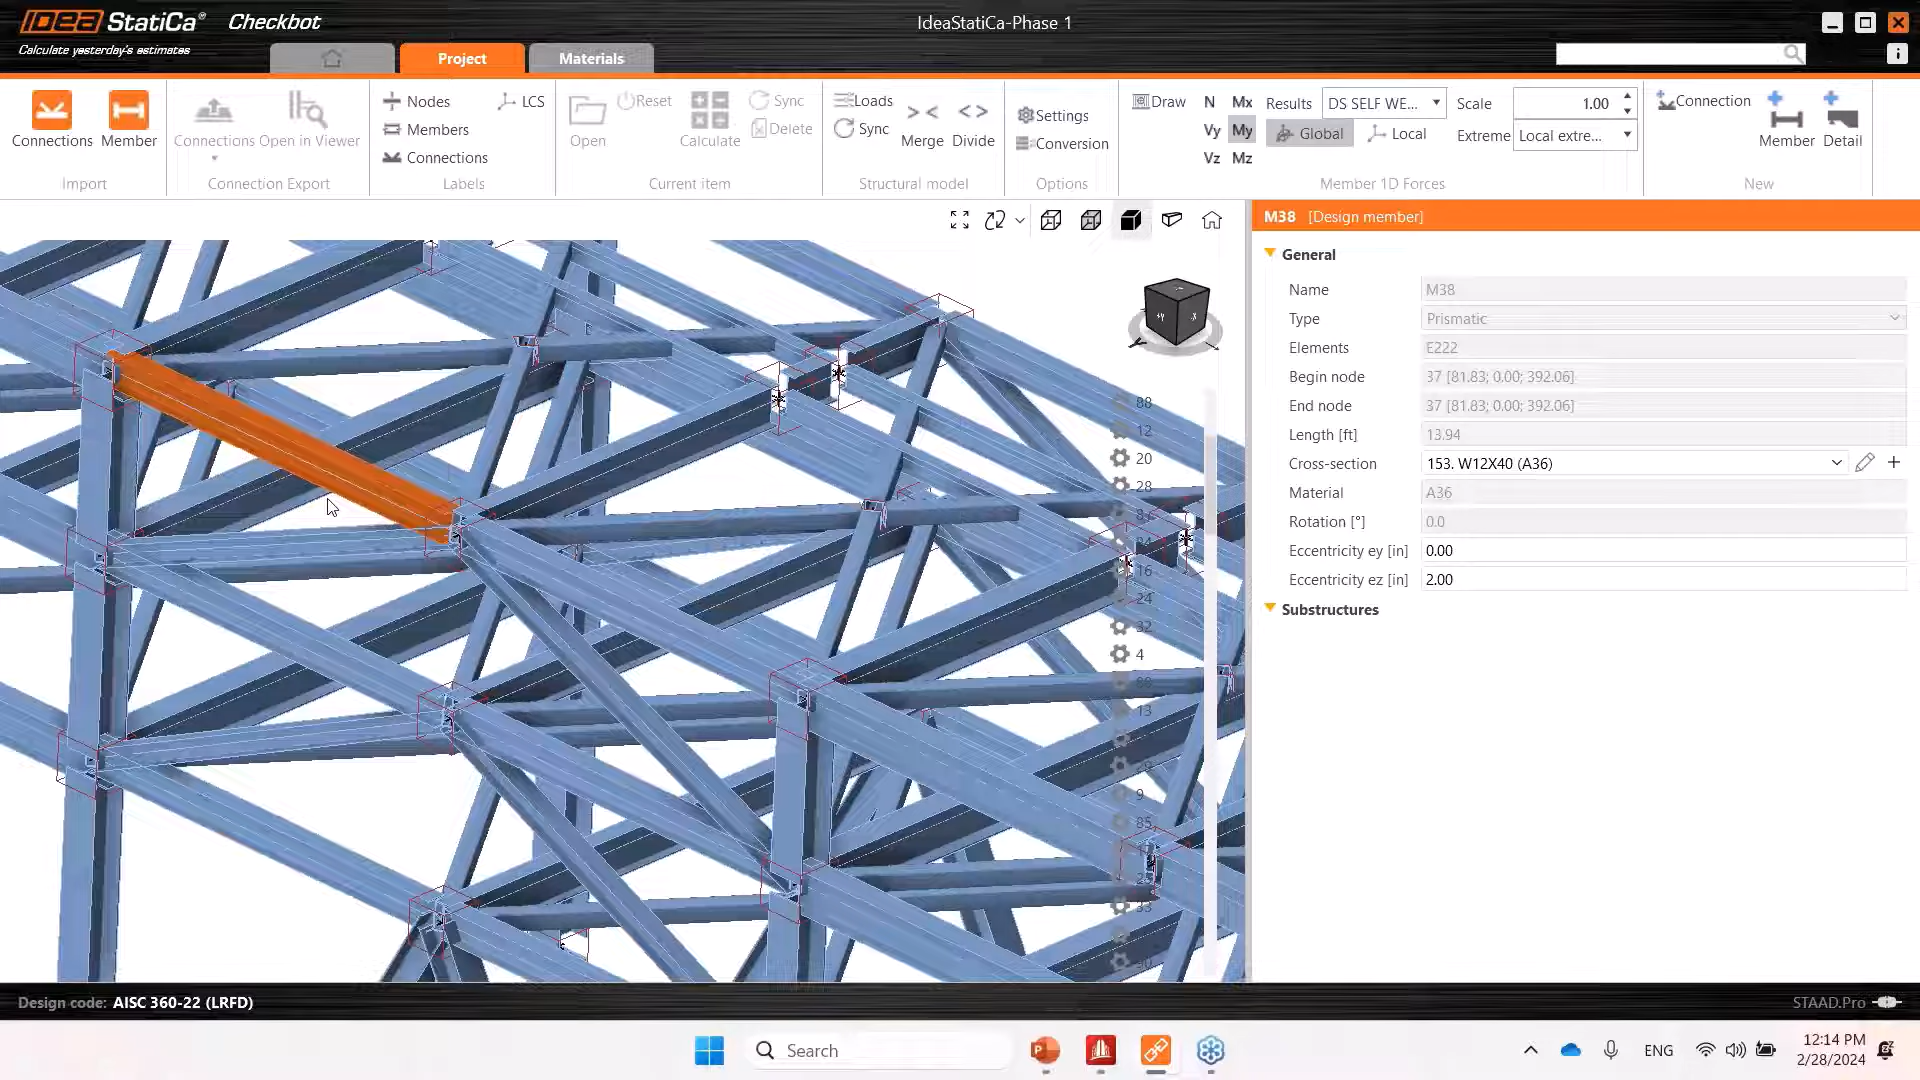 IDEA StatiCa® Checkbot
Calculate yesterday's estimates
IdeaStatiCa-Phase 1
i
Project
Materials
Connections
Member
Import
Connections
Open in Viewer
Connection Export
Nodes
LCS
Members
Connections
Labels
Open
Reset
Calculate
Sync
Delete
Current item
Loads
Sync
Merge
Divide
Structural model
Settings
Conversion
Options
Draw
N
Mx
Vy
My
Vz
Mz
Results
DS SELF WE...
Global
Local
Scale
1.00
Extreme
Local extre...
Member 1D Forces
Connection
Member
Detail
New
M38 [Design member]
General
Name
M38
Type
Prismatic
Elements
E222
Begin node
37 [81.83; 0.00; 392.06]
End node
37 [81.83; 0.00; 392.06]
Length [ft]
13.94
Cross-section
153. W12X40 (A36)
Material
A36
Rotation [°]
0.0
Eccentricity ey [in]
0.00
Eccentricity ez [in]
2.00
Substructures
+Y
-X
88
12
20
28
16
24
32
4
13
29
9
85
33
Design code: AISC 360-22 (LRFD)
STAAD.Pro
Search
ENG
12:14 PM
2/28/2024